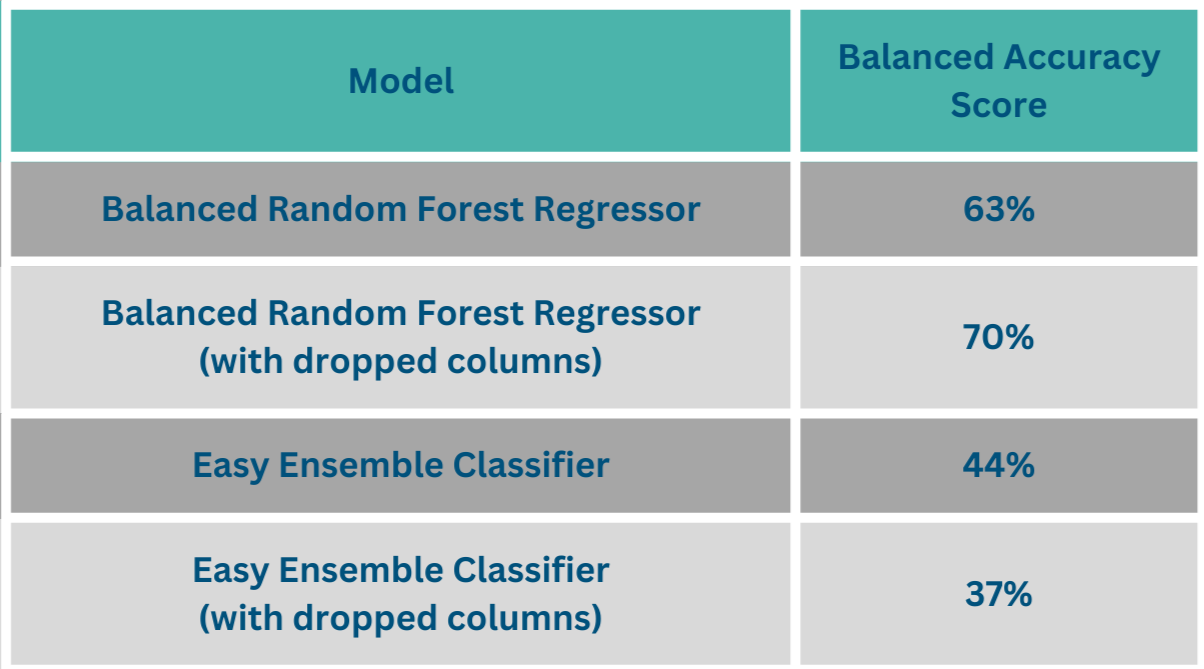 Model
Balanced Accuracy
Score
Balanced Random Forest Regressor
63%
Balanced Random Forest Regressor
(with dropped columns)
70%
Easy Ensemble Classifier
44%
Easy Ensemble Classifier
(with dropped columns)
37%